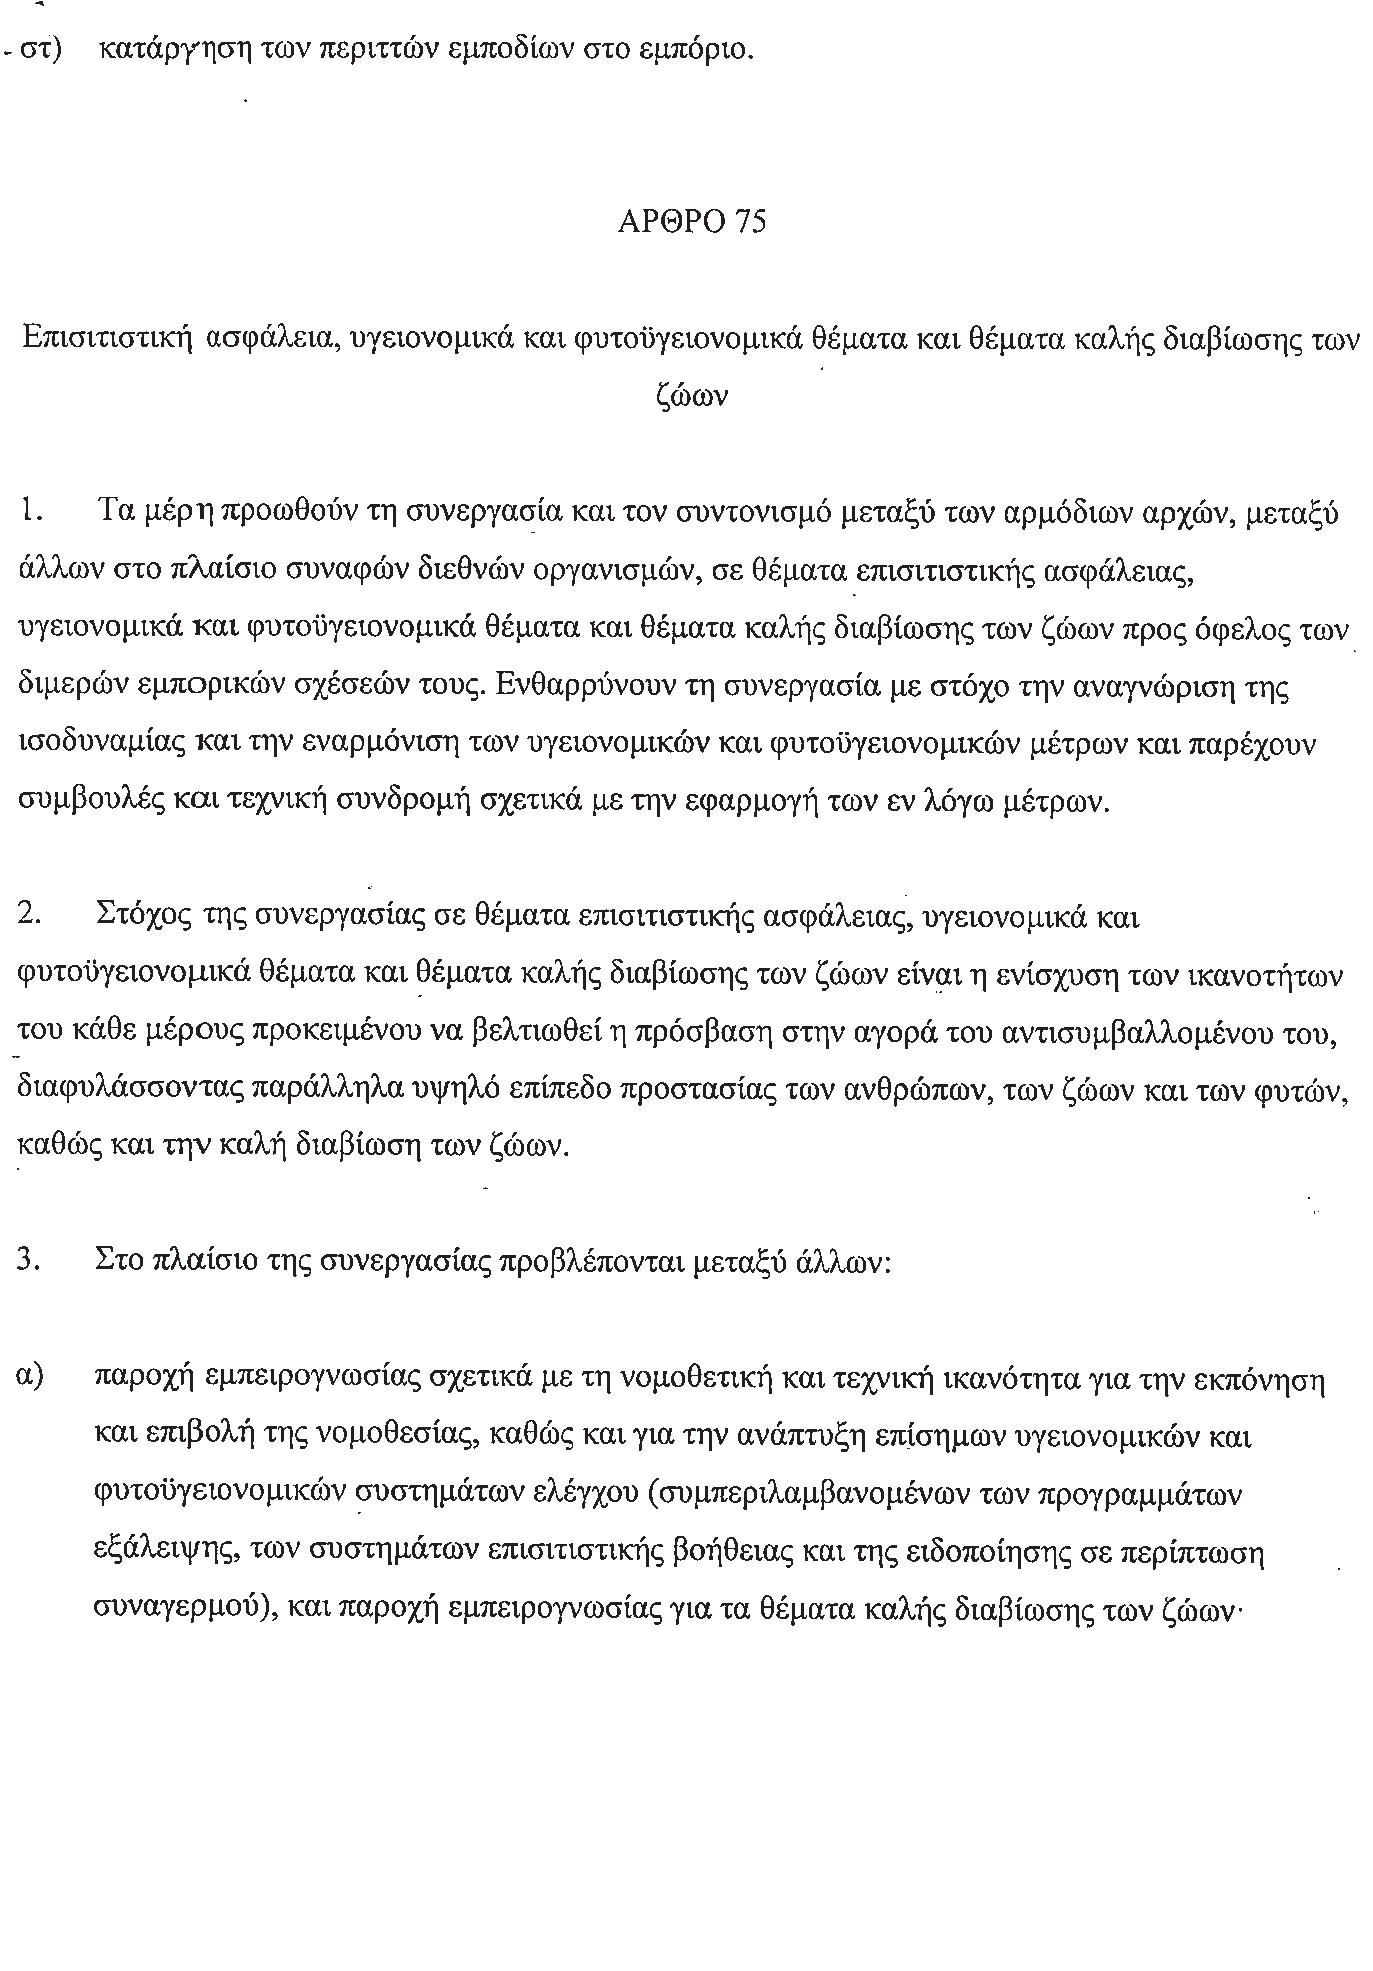 στ) κατάργηση των περιττών εμποδίων στο εμπόριο.
ΑΡΘΡΟ 75
Επισιτιστική ασφάλεια, υγειονομικά και φυτοϋγειονομικά θέματα και θέματα καλής διαβίωσης των
ζώων
1. Τα μέρη προωθούν τη συνεργασία και τον συντονισμό μεταξύ των αρμόδιων αρχών, μεταξύ
άλλων στο πλαίσιο συναφών διεθνών οργανισμών, σε θέματα επισιτιστικής ασφάλειας,
υγειονομικά και φυτοϋγειονομικά θέματα και θέματα καλής διαβίωσης των ζώων προς όφελος των
διμερών εμπορικών σχέσεών τους. Ενθαρρύνουν τη συνεργασία με στόχο την αναγνώριση της
ισοδυναμίας και την εναρμόνιση των υγειονομικών και φυτοϋγειονομικών μέτρων και παρέχουν
συμβουλές και τεχνική συνδρομή σχετικά με την εφαρμογή των εν λόγω μέτρων.
2. Στόχος της συνεργασίας σε θέματα επισιτιστικής ασφάλειας, υγειονομικά και
φυτοϋγειονομικά θέματα και θέματα καλής διαβίωσης των ζώων είναι η ενίσχυση των ικανοτήτων
του κάθε μέρους προκειμένου να βελτιωθεί η πρόσβαση στην αγορά του αντισυμβαλλομένου του,
διαφυλάσσοντας παράλληλα υψηλό επίπεδο προστασίας των ανθρώπων, των ζώων και των φυτών,
καθώς και την καλή διαβίωση των ζώων.
3. Στο πλαίσιο της συνεργασίας προβλέπονται μεταξύ άλλων:
α) παροχή εμπειρογνωσίας σχετικά με τη νομοθετική και τεχνική ικανότητα για την εκπόνηση
και επιβολή της νομοθεσίας, καθώς και για την ανάπτυξη επίσημων υγειονομικών και
φυτοϋγειονομικών συστημάτων ελέγχου (συμπεριλαμβανομένων των προγραμμάτων
εξάλειψης, των συστημάτων επισιτιστικής βοήθειας και της ειδοποίησης σε περίπτωση
συναγερμού), και παροχή εμπειρογνωσίας για τα θέματα καλής διαβίωσης των ζώων·